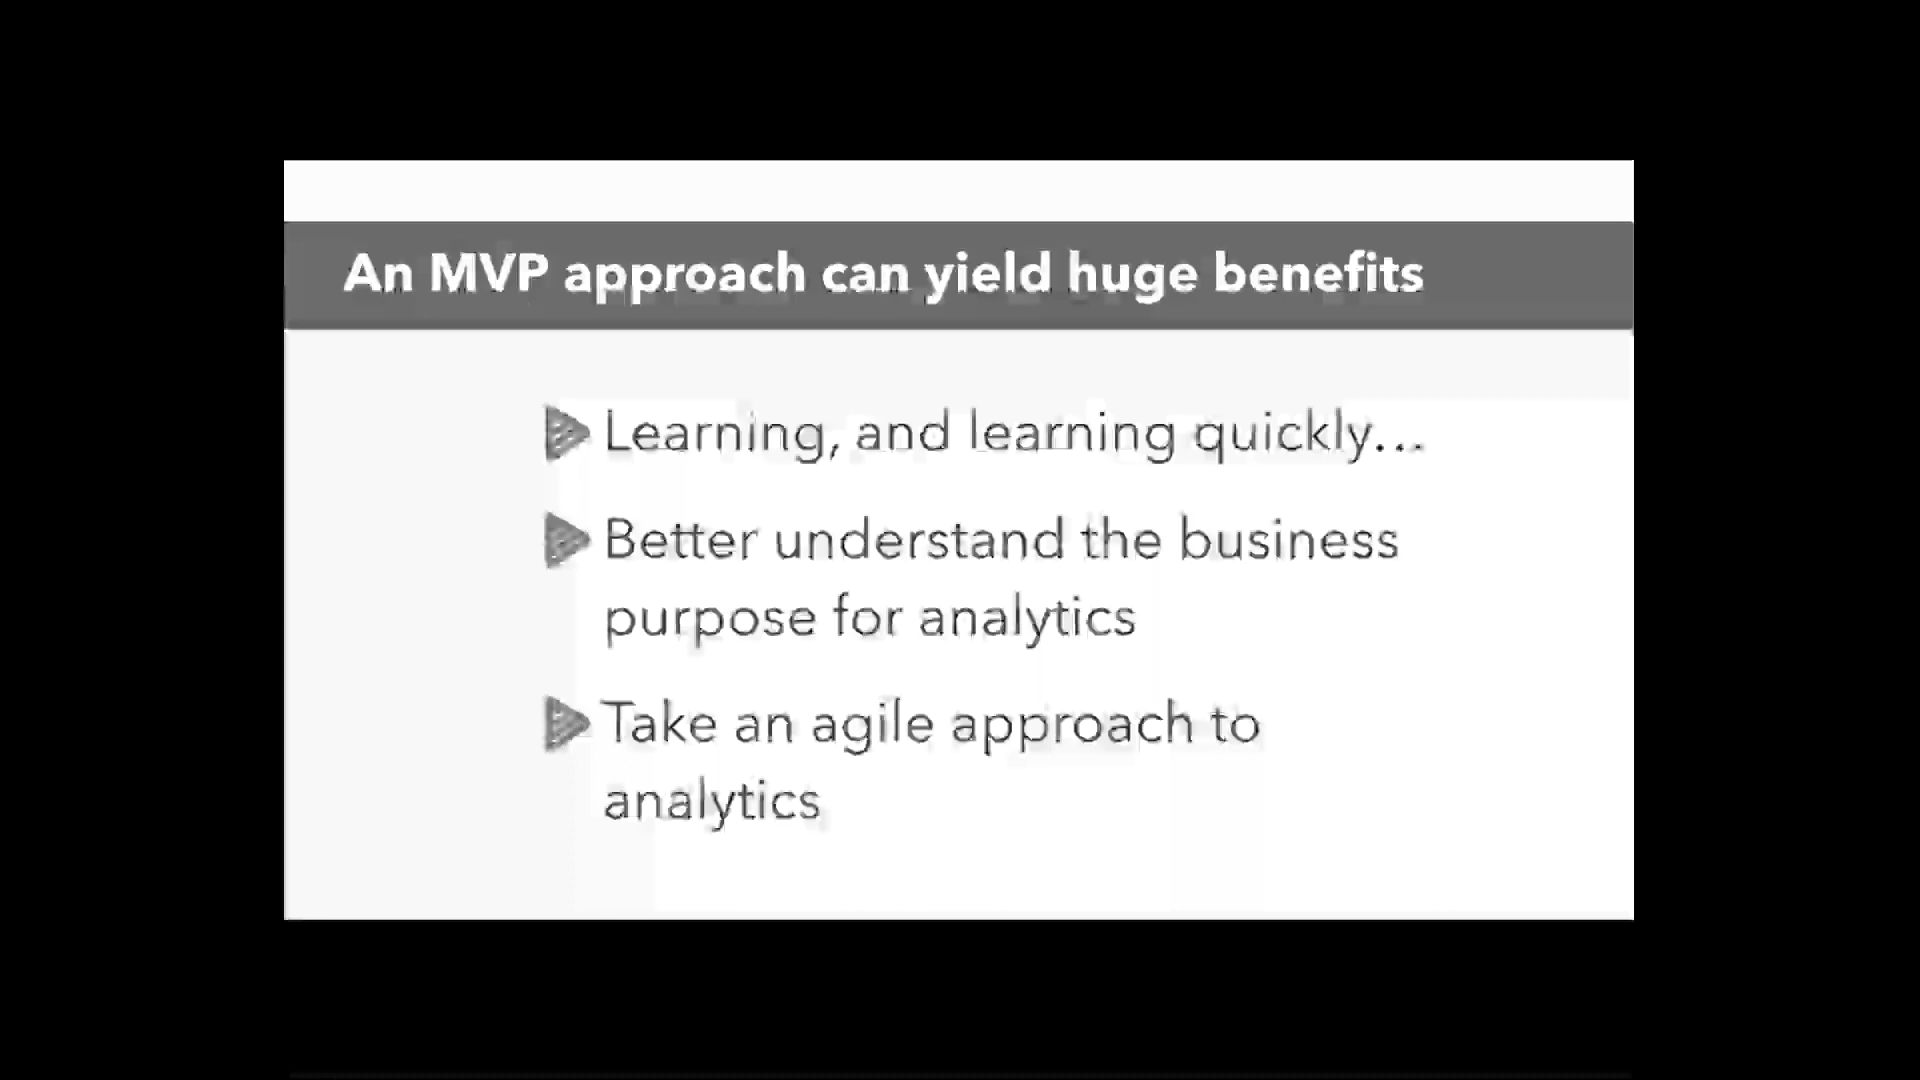 An MVP approach can yield huge benefits
Learning, and learning quickly...
Better understand the business
purpose for analytics
Take an agile approach to
analytics